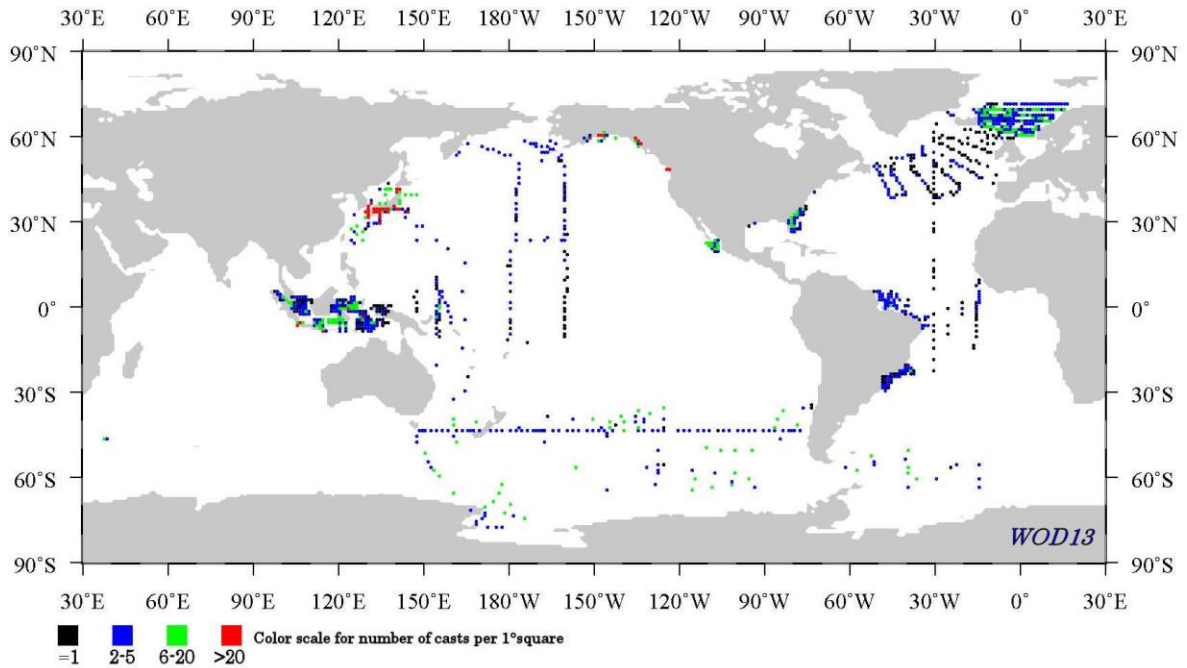 30˚E 60˚E 90˚E 120˚E 150˚E 180˚W 150˚W 120˚W 90˚W 60˚W 30˚W 0˚ 30˚E
90˚N 90˚N
60˚N 60˚N
30˚N 30˚N
0˚ 0˚
30˚S 30˚S
60˚S 60˚S
WOD13
90˚S 90˚S
30˚E 60˚E 90˚E 120˚E 150˚E 180˚W 150˚W 120˚W 90˚W 60˚W 30˚W 0˚ 30˚E
Color scale for number of casts per 1°square
=1 2-5 6-20 >20